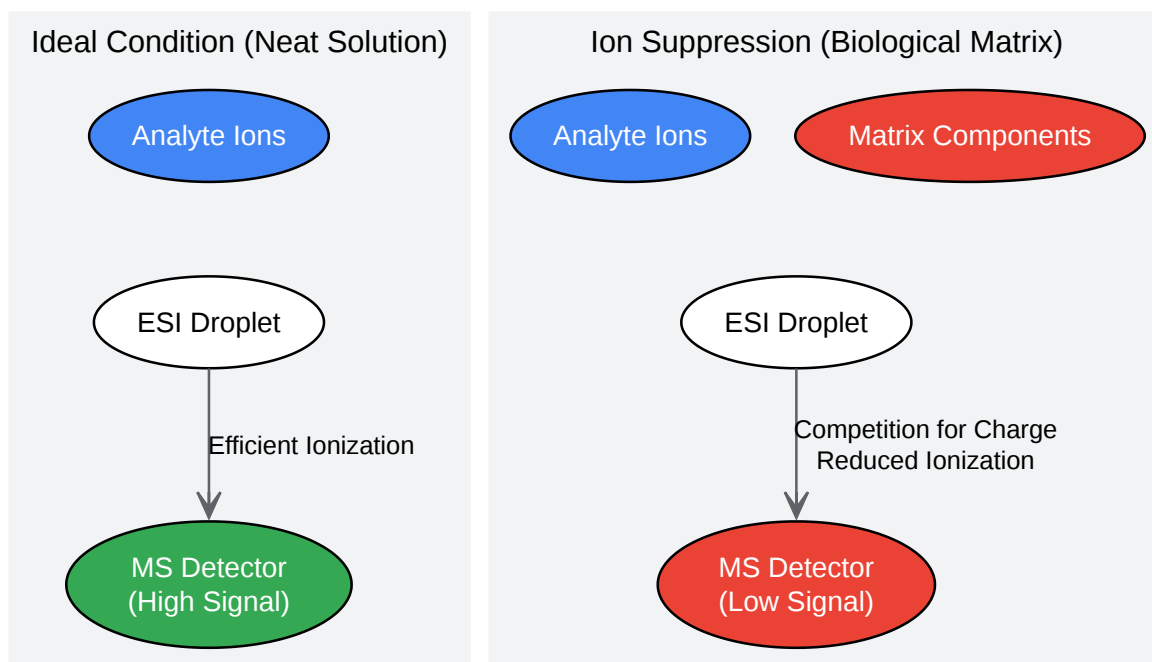 Ideal Condition (Neat Solution)
Analyte Ions
ESI Droplet
Efficient Ionization
MS Detector
(High Signal)
Ion Suppression (Biological Matrix)
Analyte Ions
Matrix Components
ESI Droplet
Competition for Charge
Reduced Ionization
MS Detector
(Low Signal)